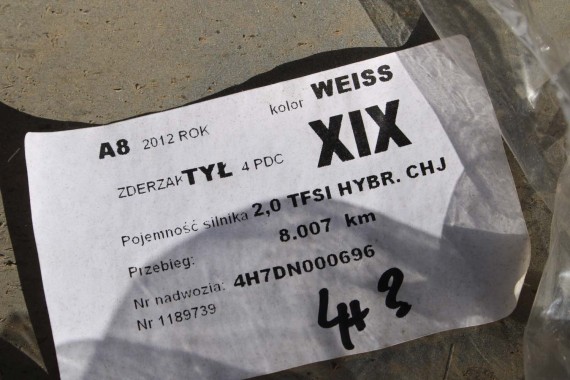 A8 2012 ROK kolor WEISS
ZDERZAK TYŁ 4 PDC XIX
Pojemność silnika 2,0 TFSI HYBR. CHJ
Przebieg: 8.007 km
Nr nadwozia: 4H7DN000696
Nr 1189739